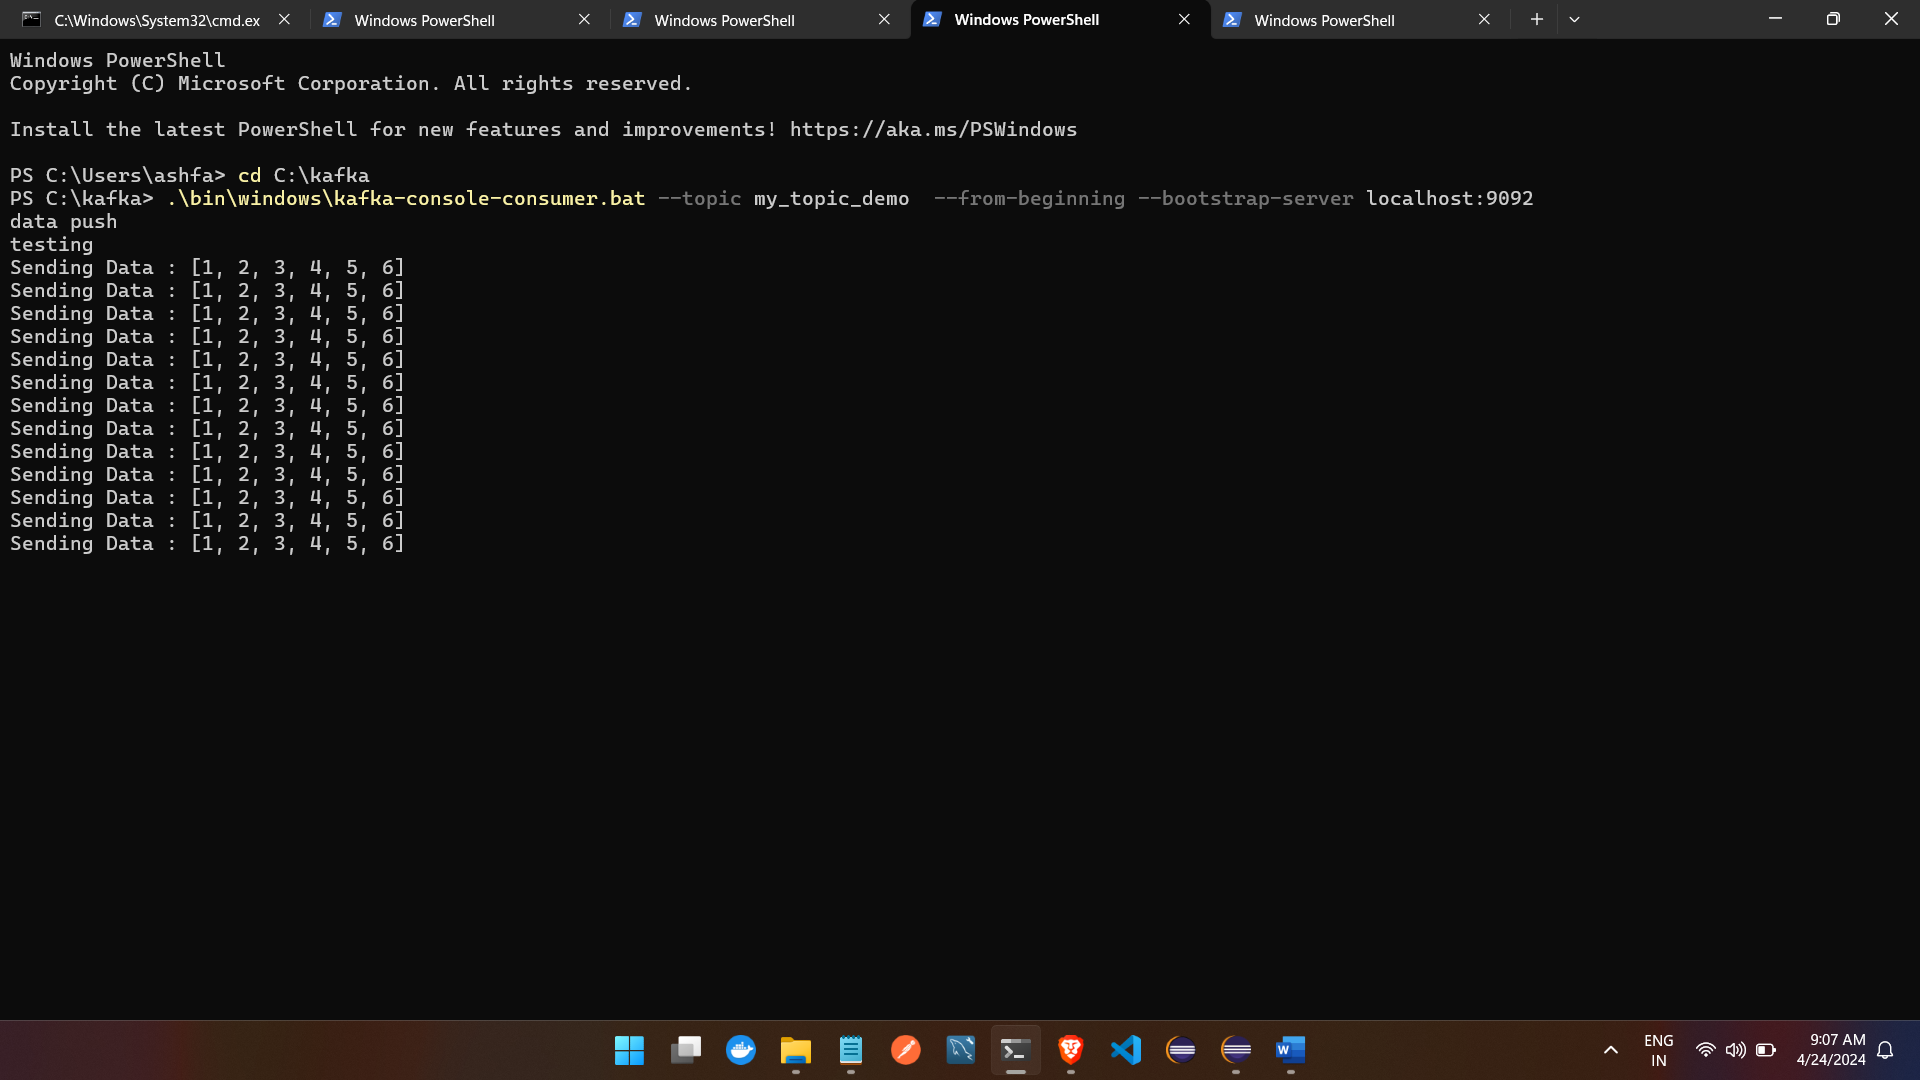 C:\Windows\System32\cmd.ex
Windows PowerShell
Windows PowerShell
Windows PowerShell
Windows PowerShell
Windows PowerShell
Copyright (C) Microsoft Corporation. All rights reserved.
Install the latest PowerShell for new features and improvements! https://aka.ms/PSWindows
PS C:\Users\ashfa> cd C:\kafka
PS C:\kafka> .\bin\windows\kafka-console-consumer.bat --topic my_topic_demo  --from-beginning --bootstrap-server localhost:9092
data push
testing
Sending Data : [1, 2, 3, 4, 5, 6]
Sending Data : [1, 2, 3, 4, 5, 6]
Sending Data : [1, 2, 3, 4, 5, 6]
Sending Data : [1, 2, 3, 4, 5, 6]
Sending Data : [1, 2, 3, 4, 5, 6]
Sending Data : [1, 2, 3, 4, 5, 6]
Sending Data : [1, 2, 3, 4, 5, 6]
Sending Data : [1, 2, 3, 4, 5, 6]
Sending Data : [1, 2, 3, 4, 5, 6]
Sending Data : [1, 2, 3, 4, 5, 6]
Sending Data : [1, 2, 3, 4, 5, 6]
Sending Data : [1, 2, 3, 4, 5, 6]
Sending Data : [1, 2, 3, 4, 5, 6]
ENG
IN
9:07 AM
4/24/2024